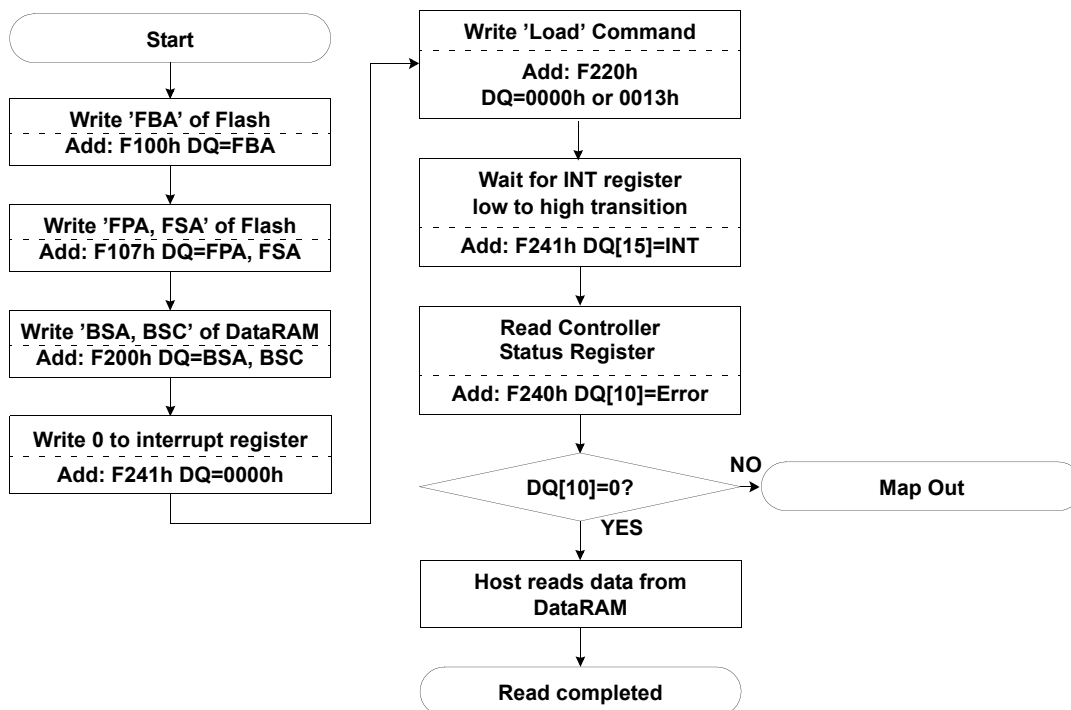 Start
Write ’FBA’ of Flash
Add: F100h DQ=FBA
Write ’FPA, FSA’ of Flash
Add: F107h DQ=FPA, FSA
Write ’BSA, BSC’ of DataRAM
Add: F200h DQ=BSA, BSC
Write 0 to interrupt register
Add: F241h DQ=0000h
Write ’Load’ Command
Add: F220h
DQ=0000h or 0013h
Wait for INT register
low to high transition
Add: F241h DQ[15]=INT
Read Controller
Status Register
Add: F240h DQ[10]=Error
DQ[10]=0?
NO
Map Out
YES
Host reads data from
DataRAM
Read completed